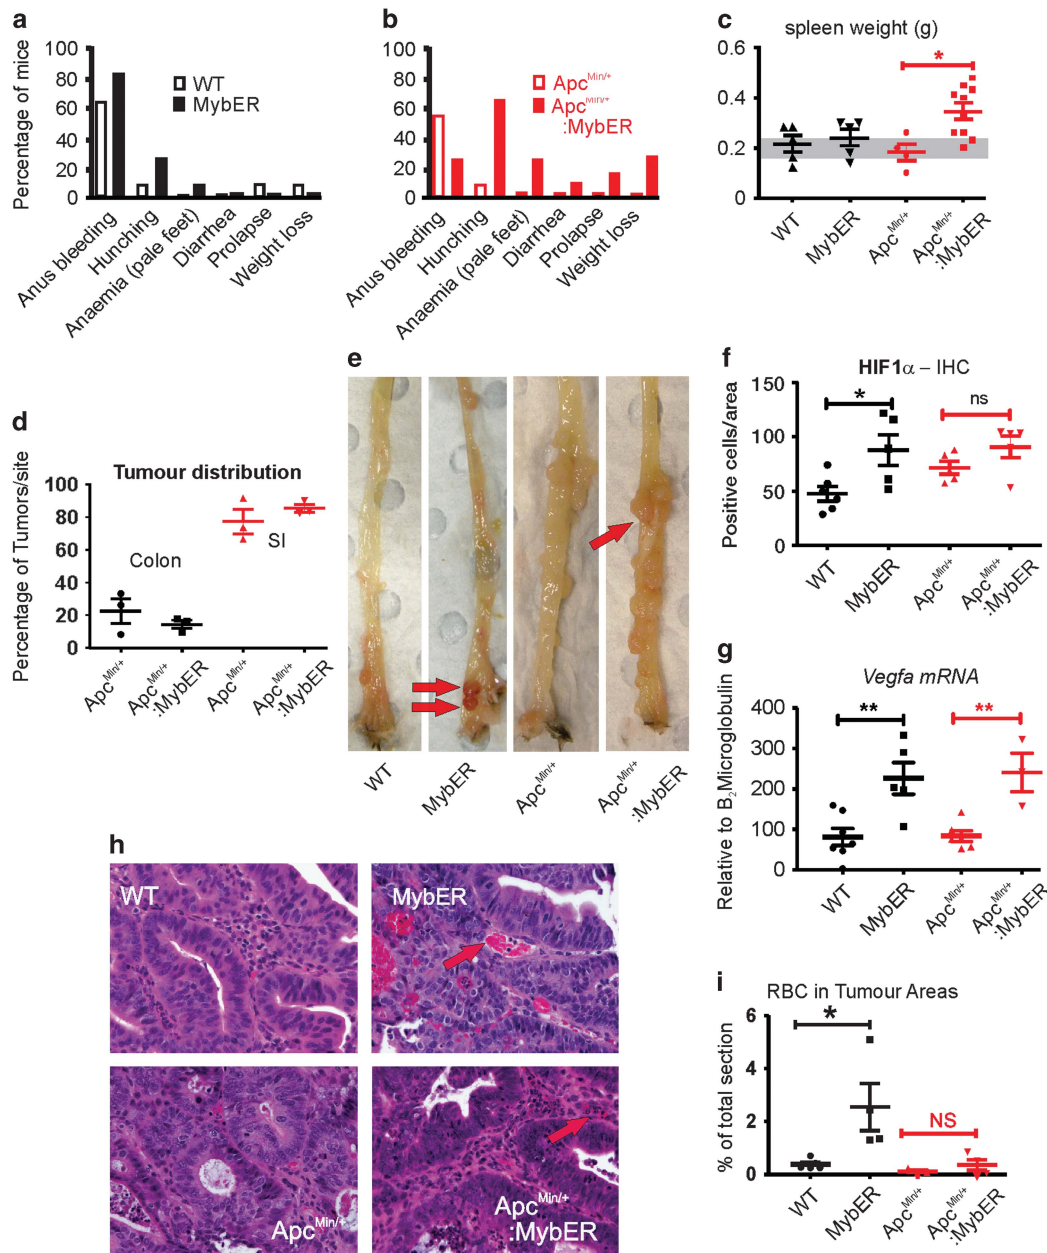 a
Percentage of mice
100
80
60
40
20
0
WT
MybER
Anus bleeding
Hunching
Anaemia (pale feet)
Diarrhea
Prolapse
Weight loss
b
100
80
60
40
20
0
Apc Min/+
Apc Min/+
:MybER
Anus bleeding
Hunching
Anaemia (pale feet)
Diarrhea
Prolapse
Weight loss
c
spleen weight (g)
0.6
0.4
0.2
0
*
WT
MybER
Apc Min/+
Apc Min/+
:MybER
d
Tumour distribution
Percentage of Tumors/site
100
80
60
40
20
0
Colon
SI
Apc Min/+
Apc Min/+
:MybER
Apc Min/+
Apc Min/+
:MybER
e
WT
MybER
Apc Min/+
Apc Min/+
:MybER
f
HIF1α – IHC
Positive cells/area
150
100
50
0
*
ns
WT
MybER
Apc Min/+
Apc Min/+
:MybER
g
Vegfa mRNA
Relative to B₂Microglobulin
400
300
200
100
0
**
**
WT
MybER
Apc Min/+
Apc Min/+
:MybER
h
WT
MybER
Apc Min/+
Apc Min/+
:MybER
i
RBC in Tumour Areas
% of total section
6
4
2
0
*
NS
WT
MybER
Apc Min/+
Apc Min/+
:MybER